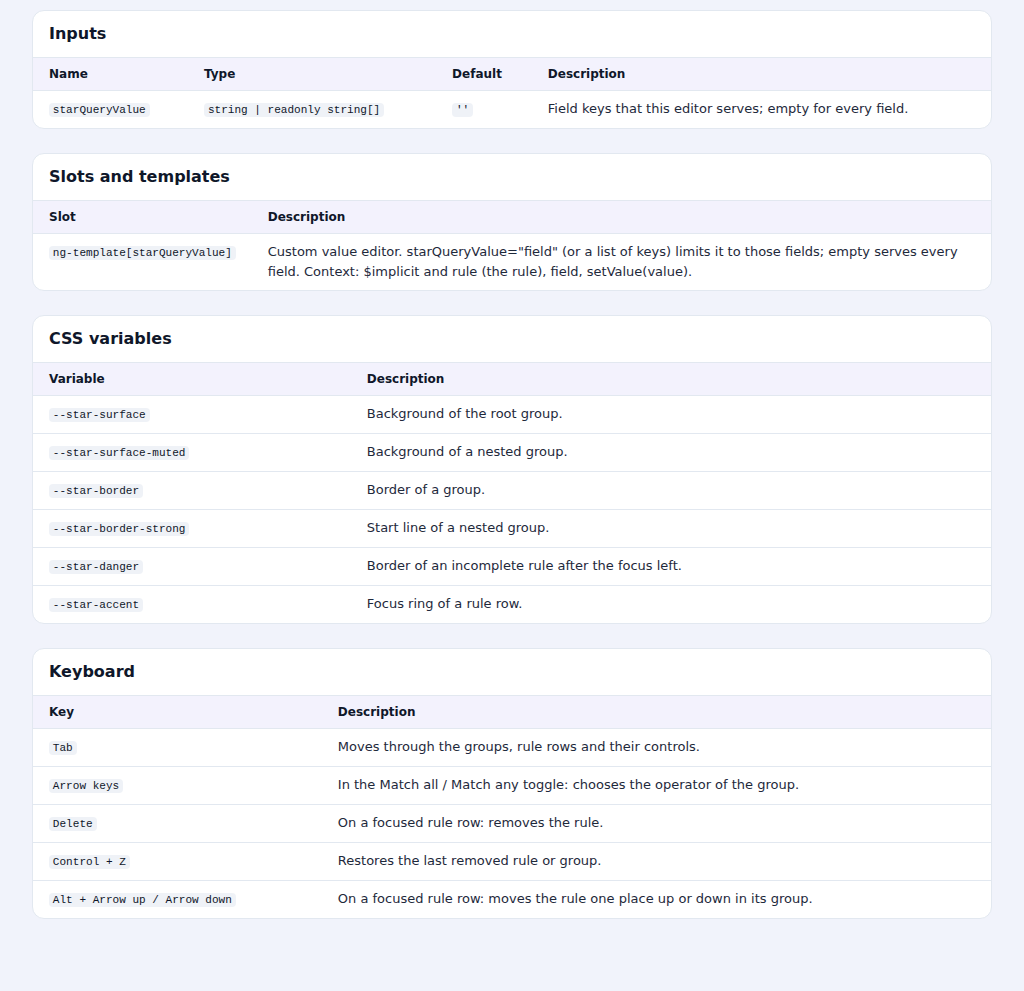 Inputs
Name Type Default Description
starQueryValue string | readonly string[] '' Field keys that this editor serves; empty for every field.
Slots and templates
Slot Description
ng-template[starQueryValue] Custom value editor. starQueryValue="field" (or a list of keys) limits it to those fields; empty serves every
field. Context: $implicit and rule (the rule), field, setValue(value).
CSS variables
Variable Description
--star-surface Background of the root group.
--star-surface-muted Background of a nested group.
--star-border Border of a group.
--star-border-strong Start line of a nested group.
--star-danger Border of an incomplete rule after the focus left.
--star-accent Focus ring of a rule row.
Keyboard
Key Description
Tab Moves through the groups, rule rows and their controls.
Arrow keys In the Match all / Match any toggle: chooses the operator of the group.
Delete On a focused rule row: removes the rule.
Control + Z Restores the last removed rule or group.
Alt + Arrow up / Arrow down On a focused rule row: moves the rule one place up or down in its group.